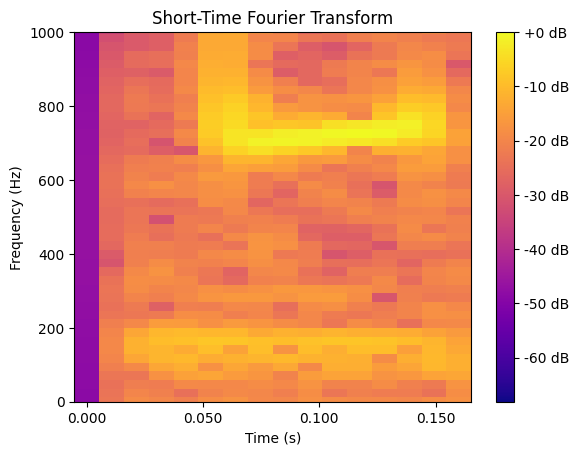 Short-Time Fourier Transform
1000
800
600
400
200
0
Frequency (Hz)
0.000
0.050
0.100
0.150
Time (s)
+0 dB
-10 dB
-20 dB
-30 dB
-40 dB
-50 dB
-60 dB